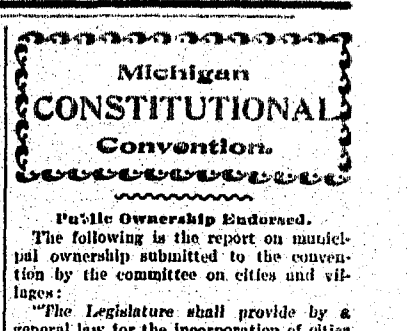 Michigan
CONSTITUTIONAL
Convention.
Public Ownership Endorsed.
The following is the report on munici-
pal ownership submitted to the conven-
tion by the committee on cities and vil-
lages:
"The Legislature shall provide by a
general law for the incorporation of cities